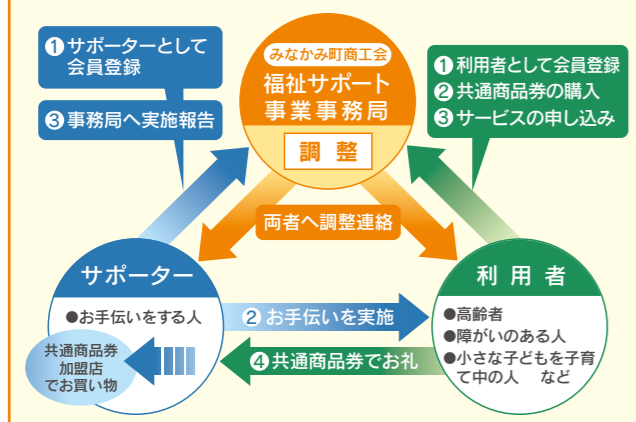 ❶サポーターとして
会員登録
❸事務局へ実施報告
みなかみ町商工会
福祉サポート
事業事務局
調整
❶利用者として会員登録
❷共通商品券の購入
❸サービスの申し込み
両者へ調整連絡
サポーター
●お手伝いをする人
共通商品券
加盟店
でお買い物
❷お手伝いを実施
❹共通商品券でお礼
利用者
●高齢者
●障がいのある人
●小さな子どもを子育
て中の人 など